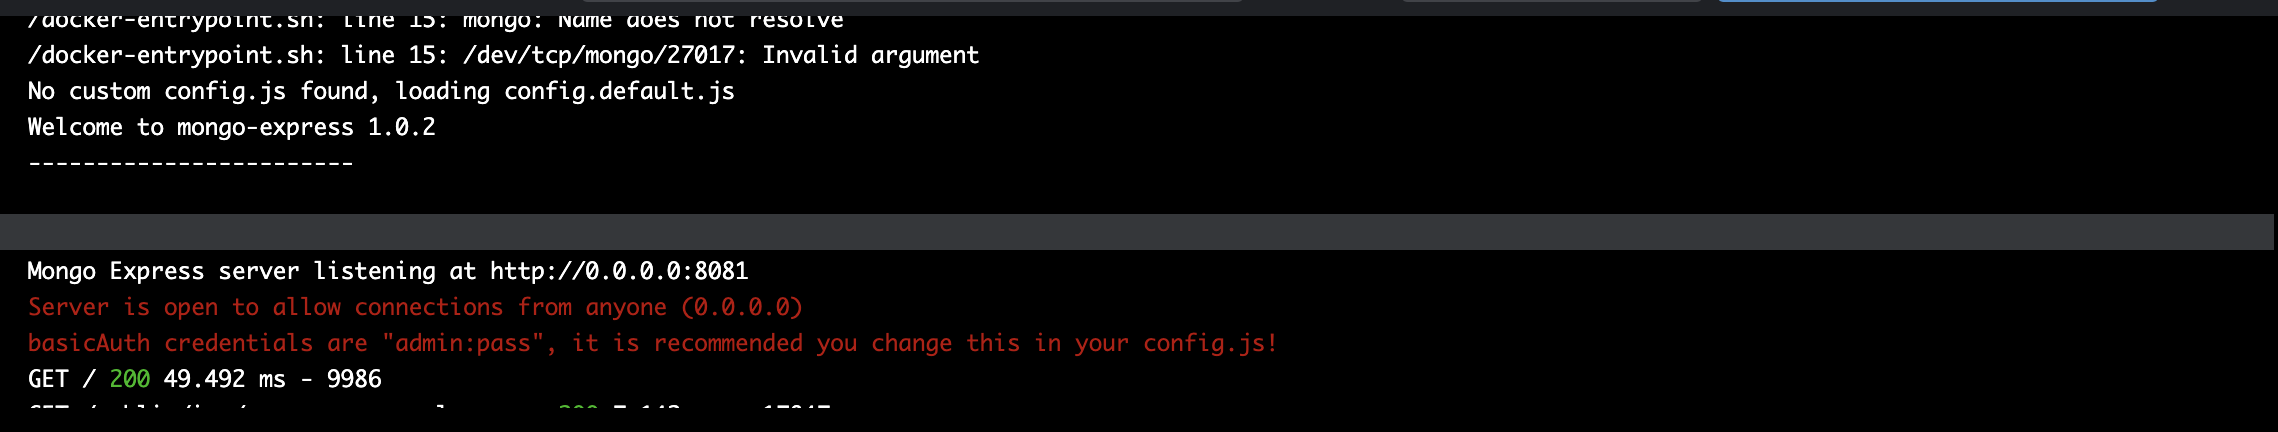 /docker-entrypoint.sh: line 15: mongo: Name does not resolve
/docker-entrypoint.sh: line 15: /dev/tcp/mongo/27017: Invalid argument
No custom config.js found, loading config.default.js
Welcome to mongo-express 1.0.2
------------------------
Mongo Express server listening at http://0.0.0.0:8081
Server is open to allow connections from anyone (0.0.0.0)
basicAuth credentials are "admin:pass", it is recommended you change this in your config.js!
GET / 200 49.492 ms - 9986